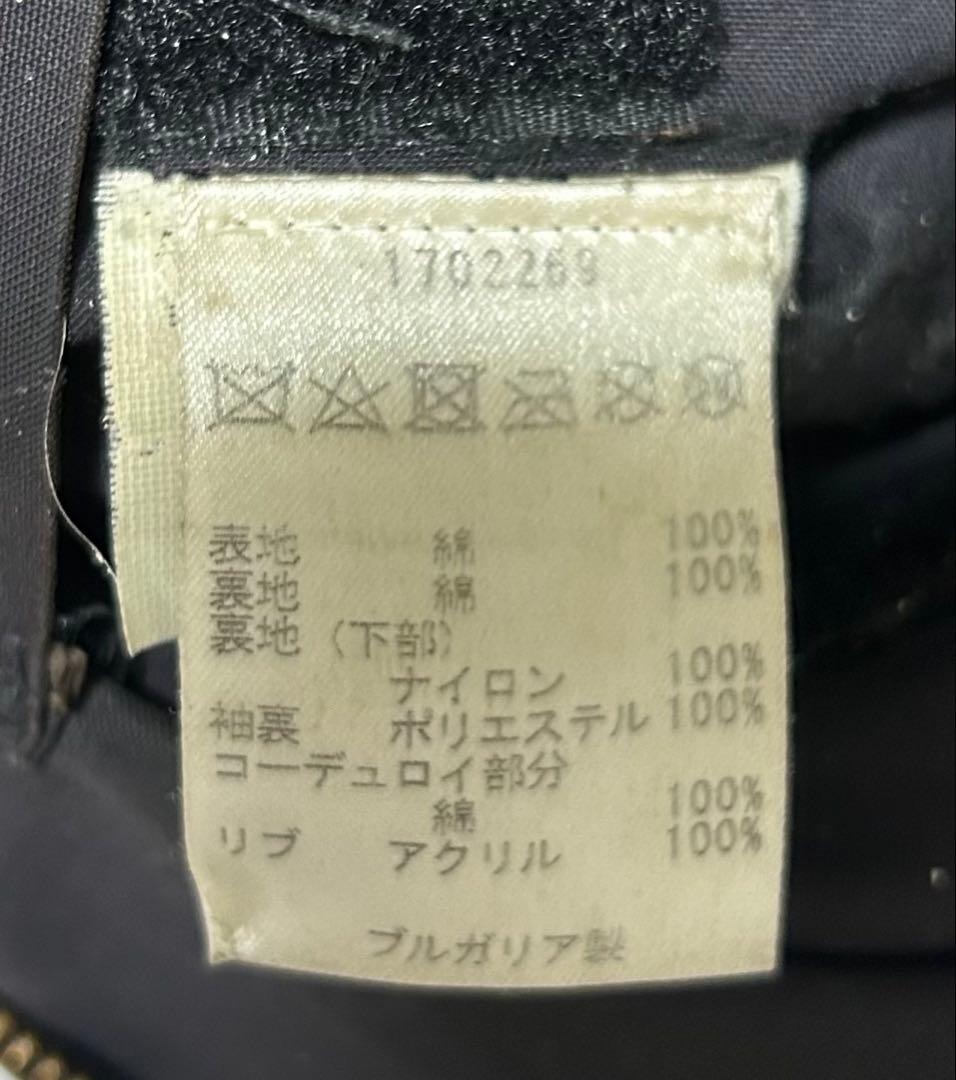 1702269
表地 綿 100%
裏地 綿 100%
裏地 (下部)
ナイロン 100%
袖裏 ポリエステル 100%
コーデュロイ部分
綿 100%
リブ アクリル 100%
ブルガリア製